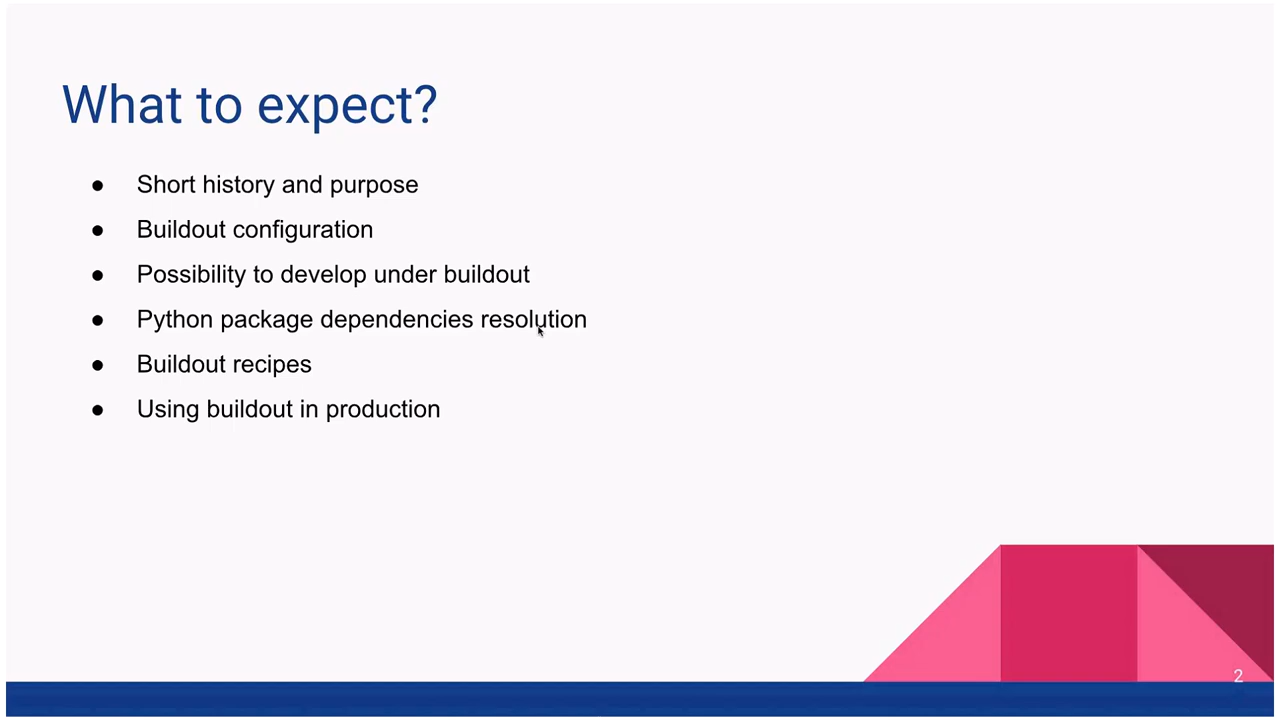 What to expect?
● Short history and purpose
● Buildout configuration
● Possibility to develop under buildout
● Python package dependencies resolution
● Buildout recipes
● Using buildout in production
2